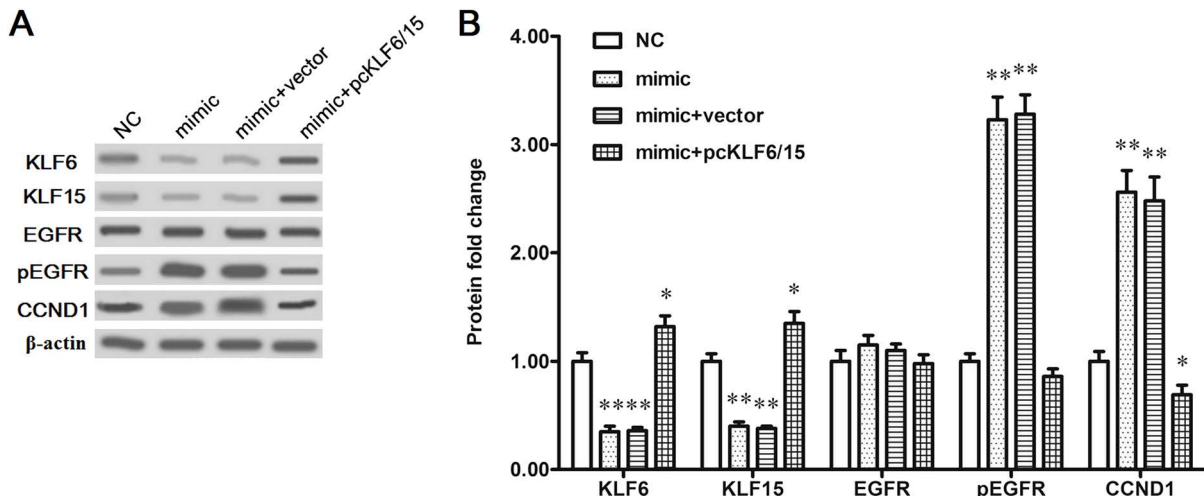 A
NC
mimic
mimic+vector
mimic+pcKLF6/15
KLF6
KLF15
EGFR
pEGFR
CCND1
β-actin
B
NC
mimic
mimic+vector
mimic+pcKLF6/15
Protein fold change
4.00
3.00
2.00
1.00
0.00
**** *
** ** *
** **
** ** *
KLF6 KLF15 EGFR pEGFR CCND1